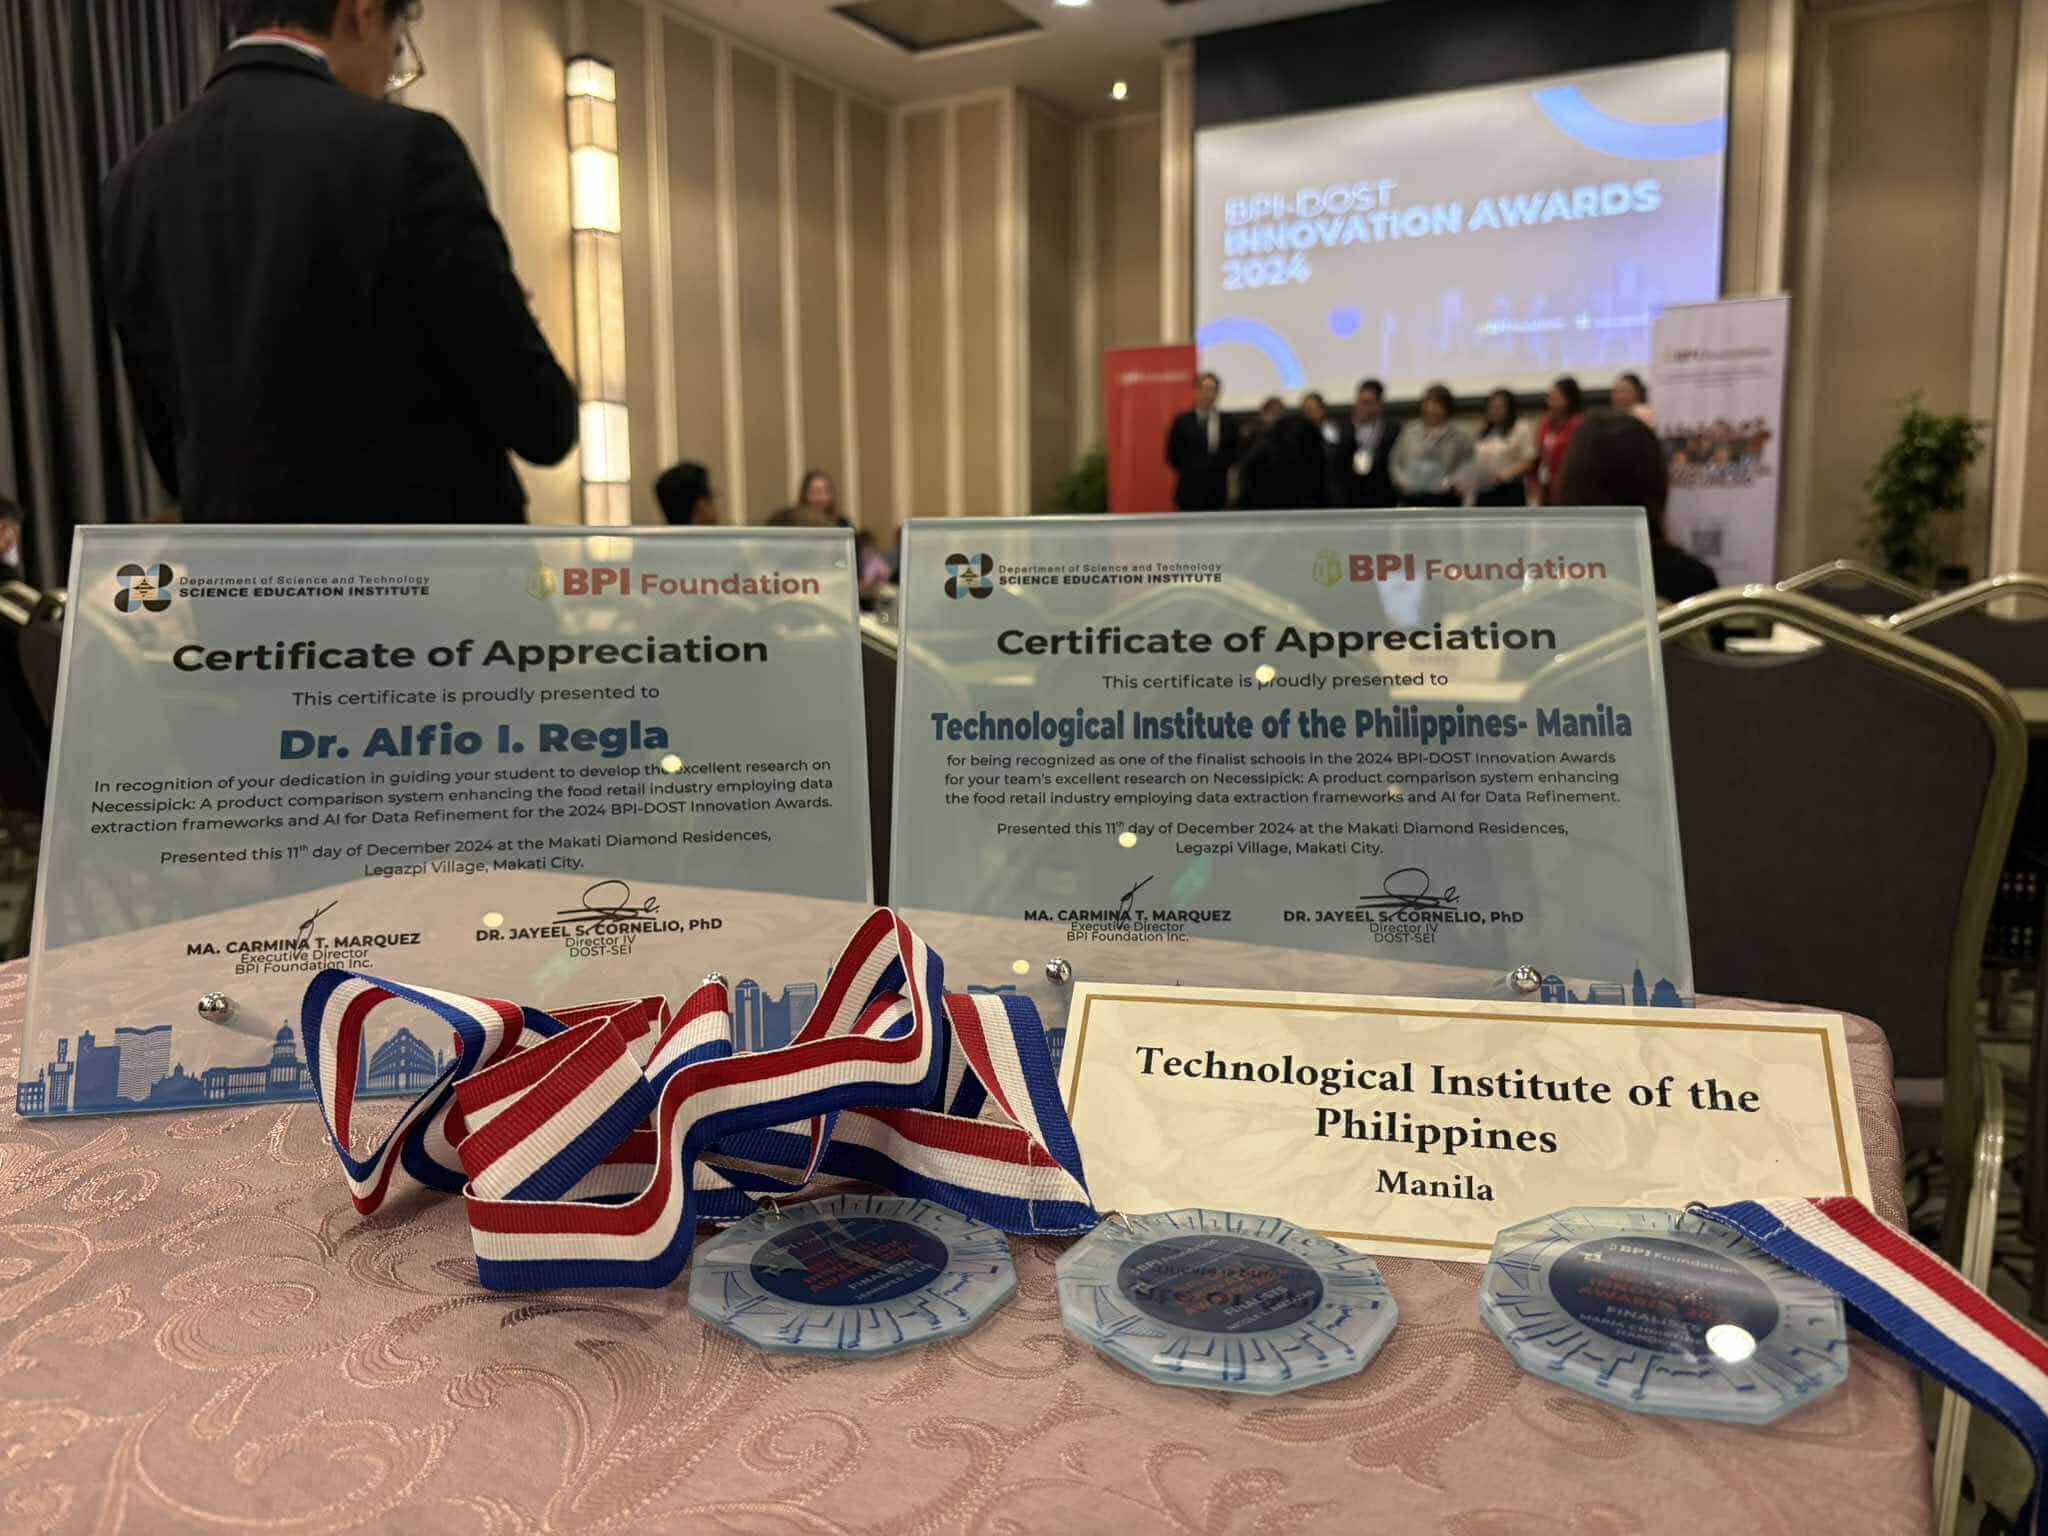 BPI-DOST
INNOVATION AWARDS
2024
BPI Foundation
Department of Science and Technology
SCIENCE EDUCATION INSTITUTE
BPI Foundation
Certificate of Appreciation
This certificate is proudly presented to
Dr. Alfio I. Regla
In recognition of your dedication in guiding your student to develop the excellent research on
Necessipick: A product comparison system enhancing the food retail industry employing data
extraction frameworks and AI for Data Refinement for the 2024 BPI-DOST Innovation Awards.
Presented this 11th day of December 2024 at the Makati Diamond Residences,
Legazpi Village, Makati City.
MA. CARMINA T. MARQUEZ
Executive Director
BPI Foundation Inc.
DR. JAYEEL S. CORNELIO, PhD
Director IV
DOST-SEI
Department of Science and Technology
SCIENCE EDUCATION INSTITUTE
BPI Foundation
Certificate of Appreciation
This certificate is proudly presented to
Technological Institute of the Philippines- Manila
for being recognized as one of the finalist schools in the 2024 BPI-DOST Innovation Awards
for your team's excellent research on Necessipick: A product comparison system enhancing
the food retail industry employing data extraction frameworks and AI for Data Refinement.
Presented this 11th day of December 2024 at the Makati Diamond Residences,
Legazpi Village, Makati City.
MA. CARMINA T. MARQUEZ
Executive Director
BPI Foundation Inc.
DR. JAYEEL S. CORNELIO, PhD
Director IV
DOST-SEI
Technological Institute of the
Philippines
Manila
FINALIST
FINALIST
BPI Foundation
FINALIST